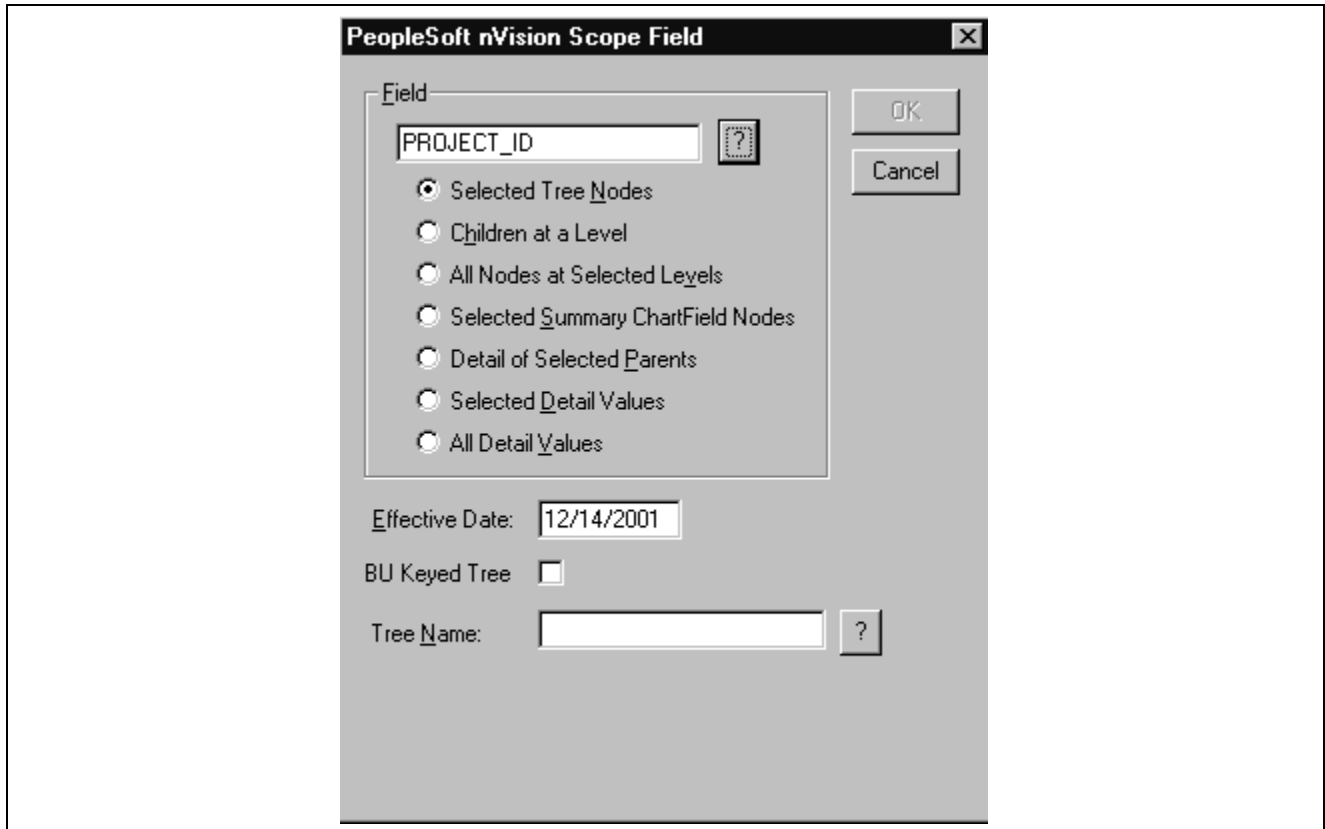 PeopleSoft nVision Scope Field
Field
OK
PROJECT_ID
?
Cancel
Selected Tree Nodes
Children at a Level
All Nodes at Selected Levels
Selected Summary ChartField Nodes
Detail of Selected Parents
Selected Detail Values
All Detail Values
Effective Date: 12/14/2001
BU Keyed Tree
Tree Name: ?